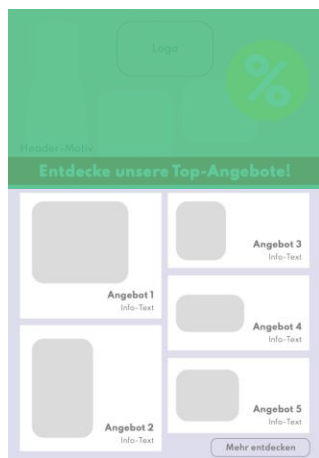 Logo
%
Header-Motiv
Entdecke unsere Top-Angebote!
Angebot 1
Info-Text
Angebot 2
Info-Text
Angebot 3
Info-Text
Angebot 4
Info-Text
Angebot 5
Info-Text
Mehr entdecken